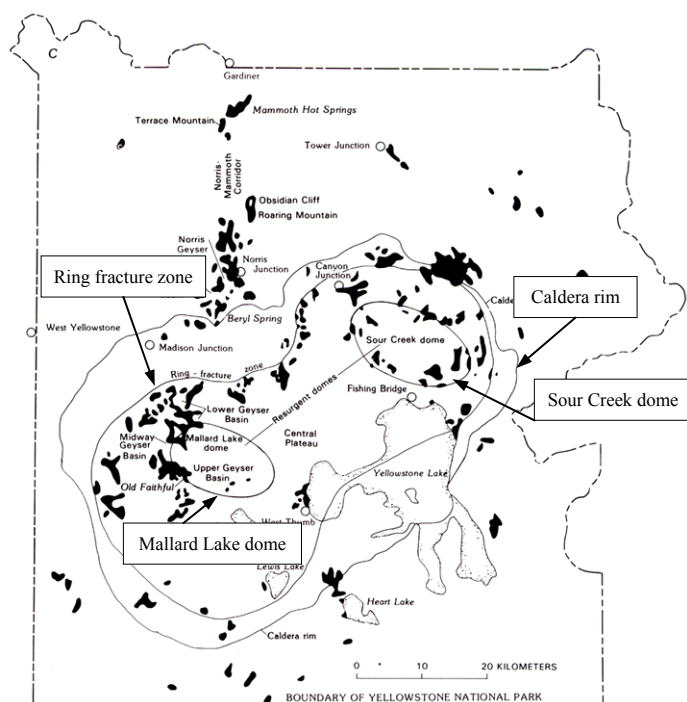 C
Gardiner
Mammoth Hot Springs
Terrace Mountain
Tower Junction
Norris-
Mammoth
Corridor
Obsidian Cliff
Roaring Mountain
Norris
Geyser
Norris
Junction
Canyon
Junction
Ring fracture zone
Calde
Caldera rim
Beryl Spring
West Yellowstone
Madison Junction
Sour Creek dome
Ring - fracture zone
Resurgent domes
Fishing Bridge
Sour Creek dome
Lower Geyser
Basin
Midway
Geyser
Basin
Mallard Lake
dome
Central
Plateau
Upper Geyser
Basin
Old Faithful
Yellowstone Lake
West Thumb
Mallard Lake dome
Lewis Lake
Heart Lake
Caldera rim
0 10 20 KILOMETERS
BOUNDARY OF YELLOWSTONE NATIONAL PARK